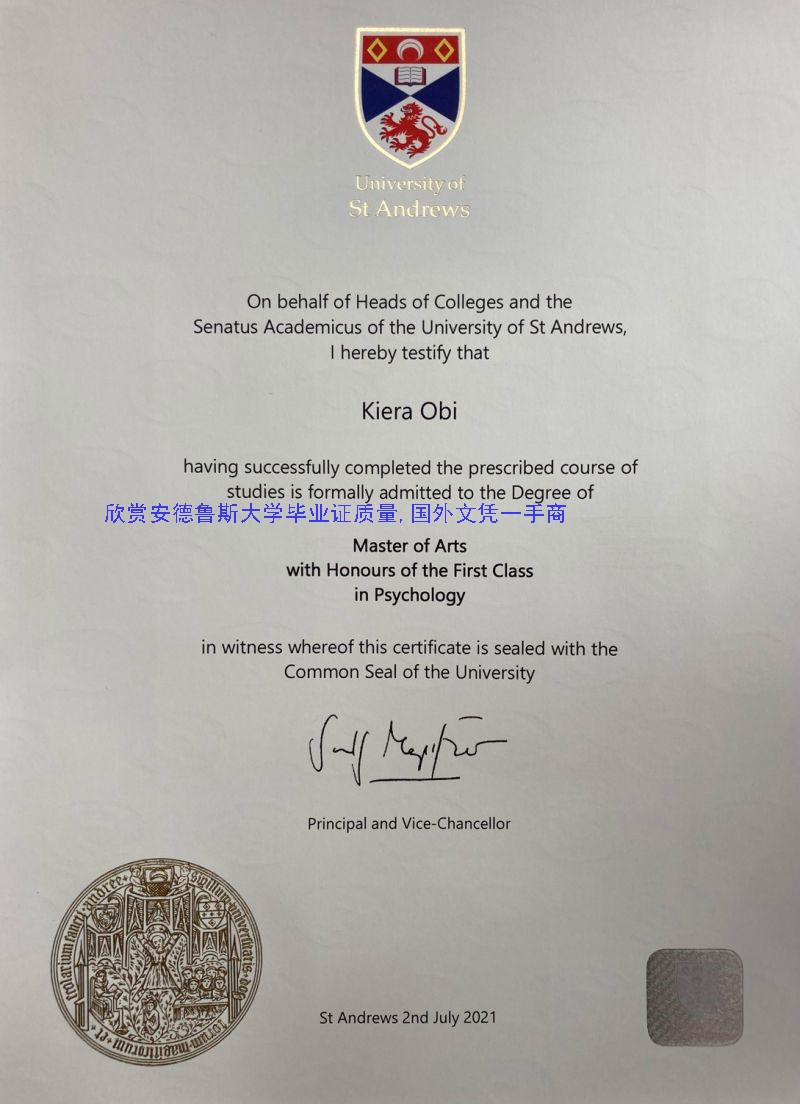 University of
St Andrews
On behalf of Heads of Colleges and the
Senatus Academicus of the University of St Andrews,
I hereby testify that
Kiera Obi
having successfully completed the prescribed course of
studies is formally admitted to the Degree of
欣赏安德鲁斯大学毕业证质量,国外文凭一手商
Master of Arts
with Honours of the First Class
in Psychology
in witness whereof this certificate is sealed with the
Common Seal of the University
Principal and Vice-Chancellor
St Andrews 2nd July 2021